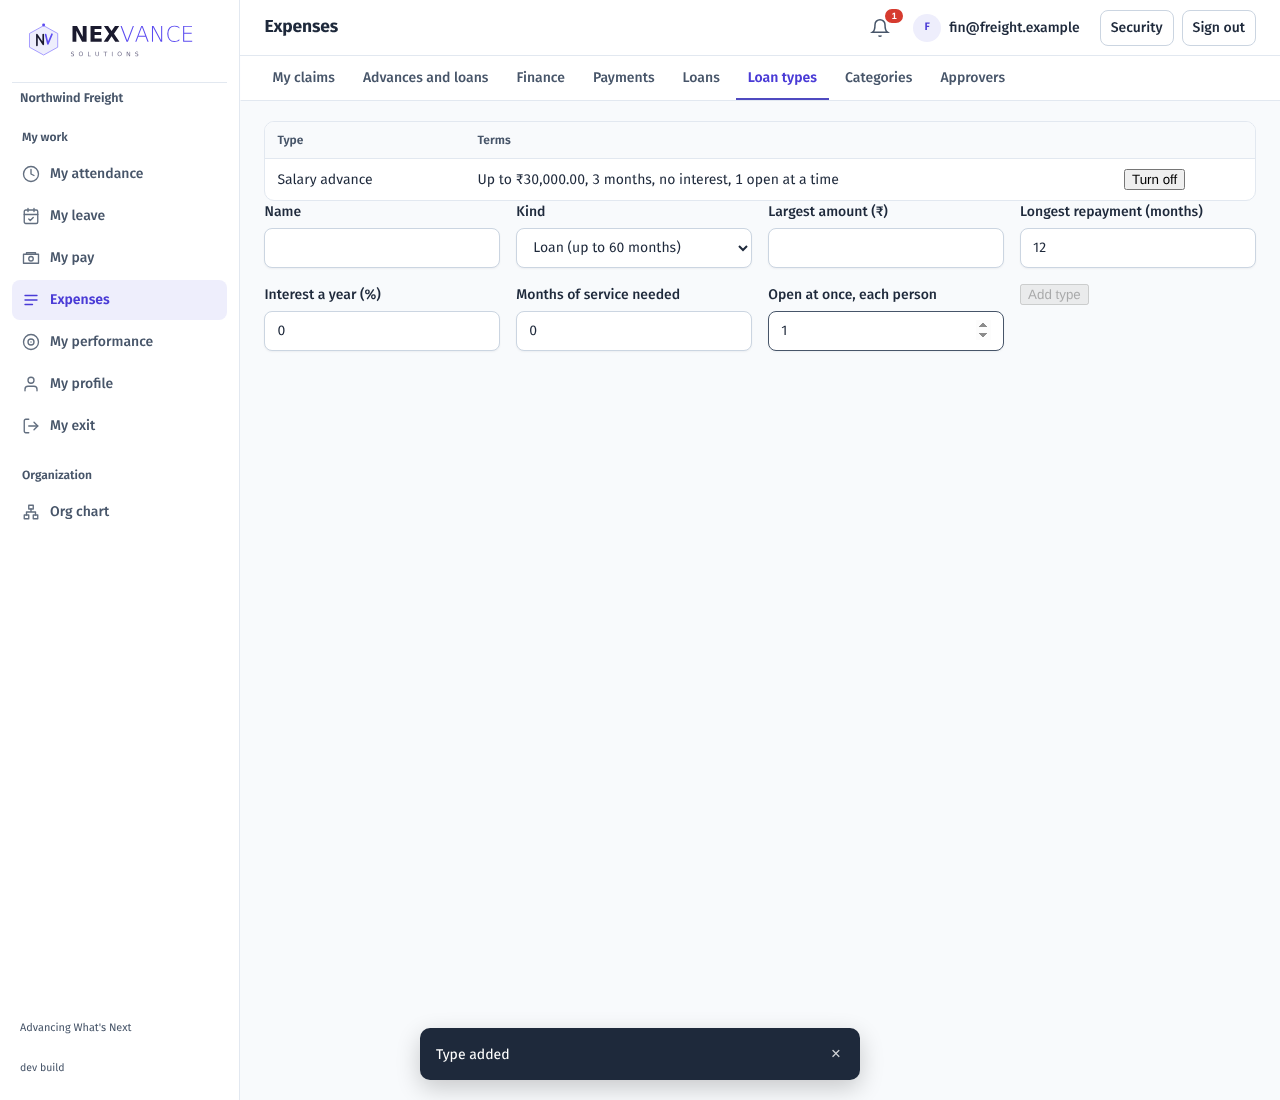 NV NEXVANCE
SOLUTIONS
Northwind Freight
My work
My attendance
My leave
My pay
Expenses
My performance
My profile
My exit
Organization
Org chart
Advancing What's Next
dev build
Expenses
1
F
fin@freight.example
Security
Sign out
My claims
Advances and loans
Finance
Payments
Loans
Loan types
Categories
Approvers
Type Terms
Salary advance Up to ₹30,000.00, 3 months, no interest, 1 open at a time Turn off
Name Kind Largest amount (₹) Longest repayment (months)
Loan (up to 60 months) 12
Interest a year (%) Months of service needed Open at once, each person Add type
0 0 1
Type added ×